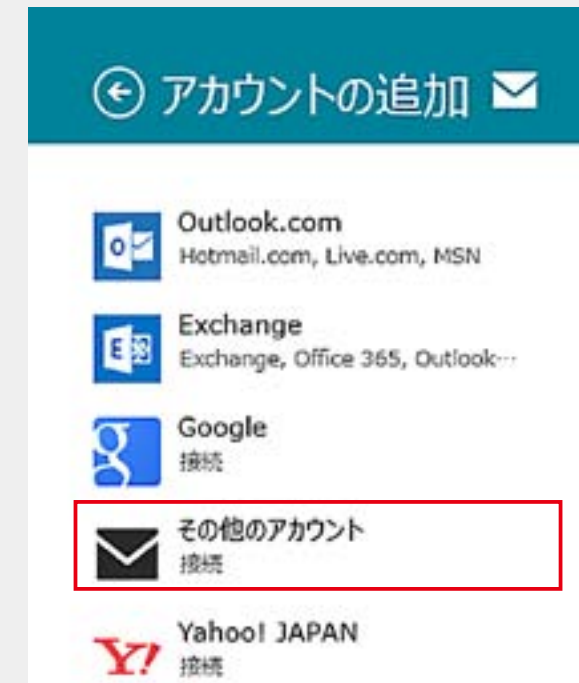 アカウントの追加
Outlook.com
Hotmail.com, Live.com, MSN
Exchange
Exchange, Office 365, Outlook…
Google
接続
その他のアカウント
接続
Yahoo! JAPAN
接続